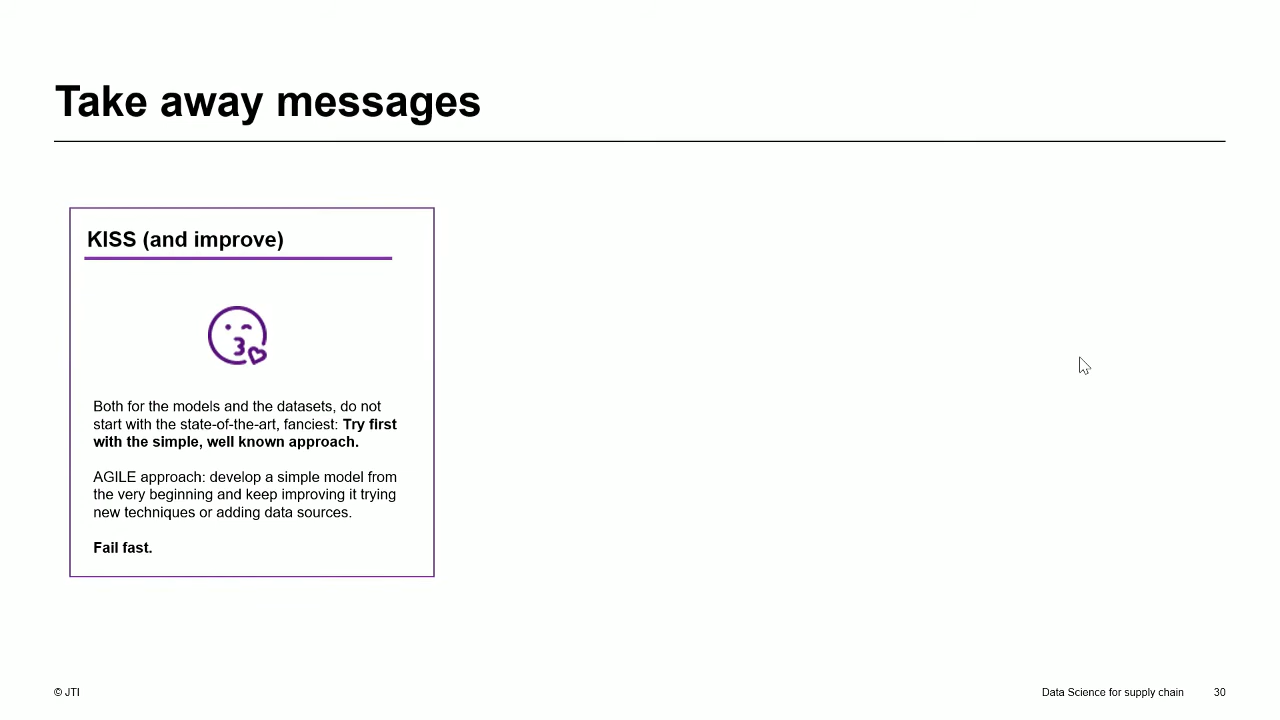 Take away messages
KISS (and improve)
Both for the models and the datasets, do not
start with the state-of-the-art, fanciest: Try first
with the simple, well known approach.
AGILE approach: develop a simple model from
the very beginning and keep improving it trying
new techniques or adding data sources.
Fail fast.
© JTI
Data Science for supply chain
30